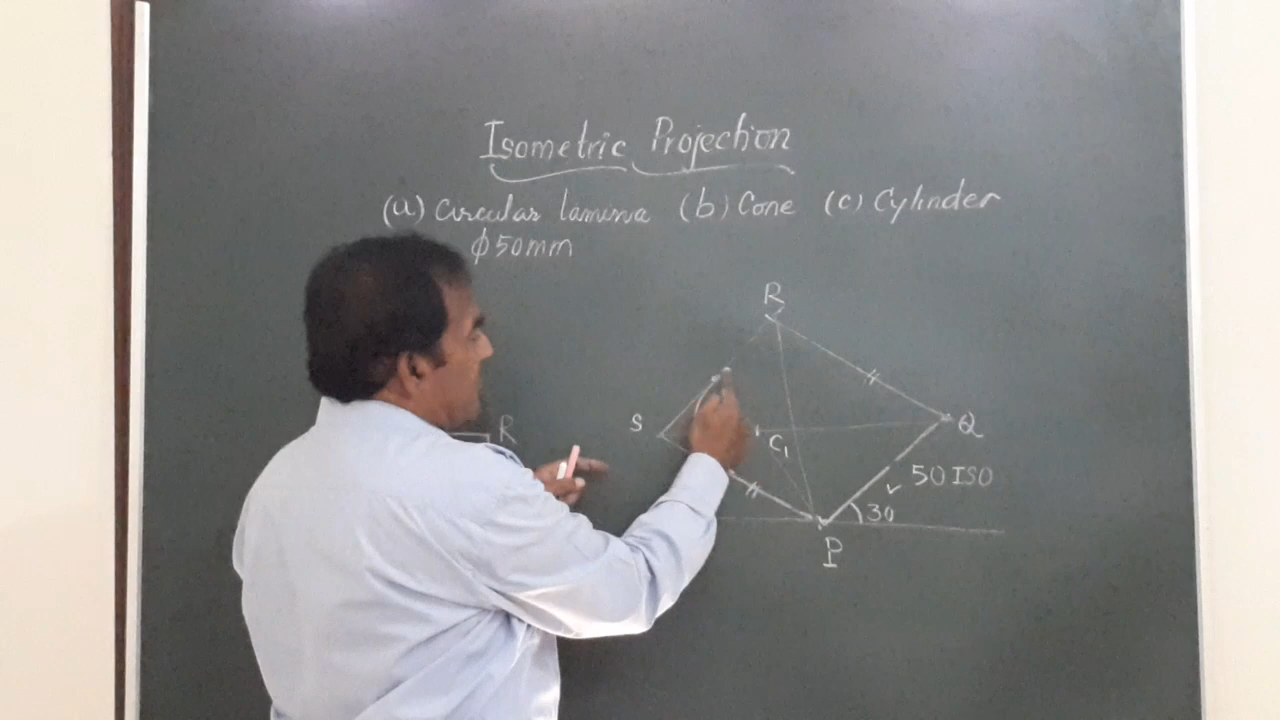 Isometric Projection
(a) Circular lamina (b) Cone (c) Cylinder
ϕ50mm
R
S
C1
Q
R
50 ISO
30
P